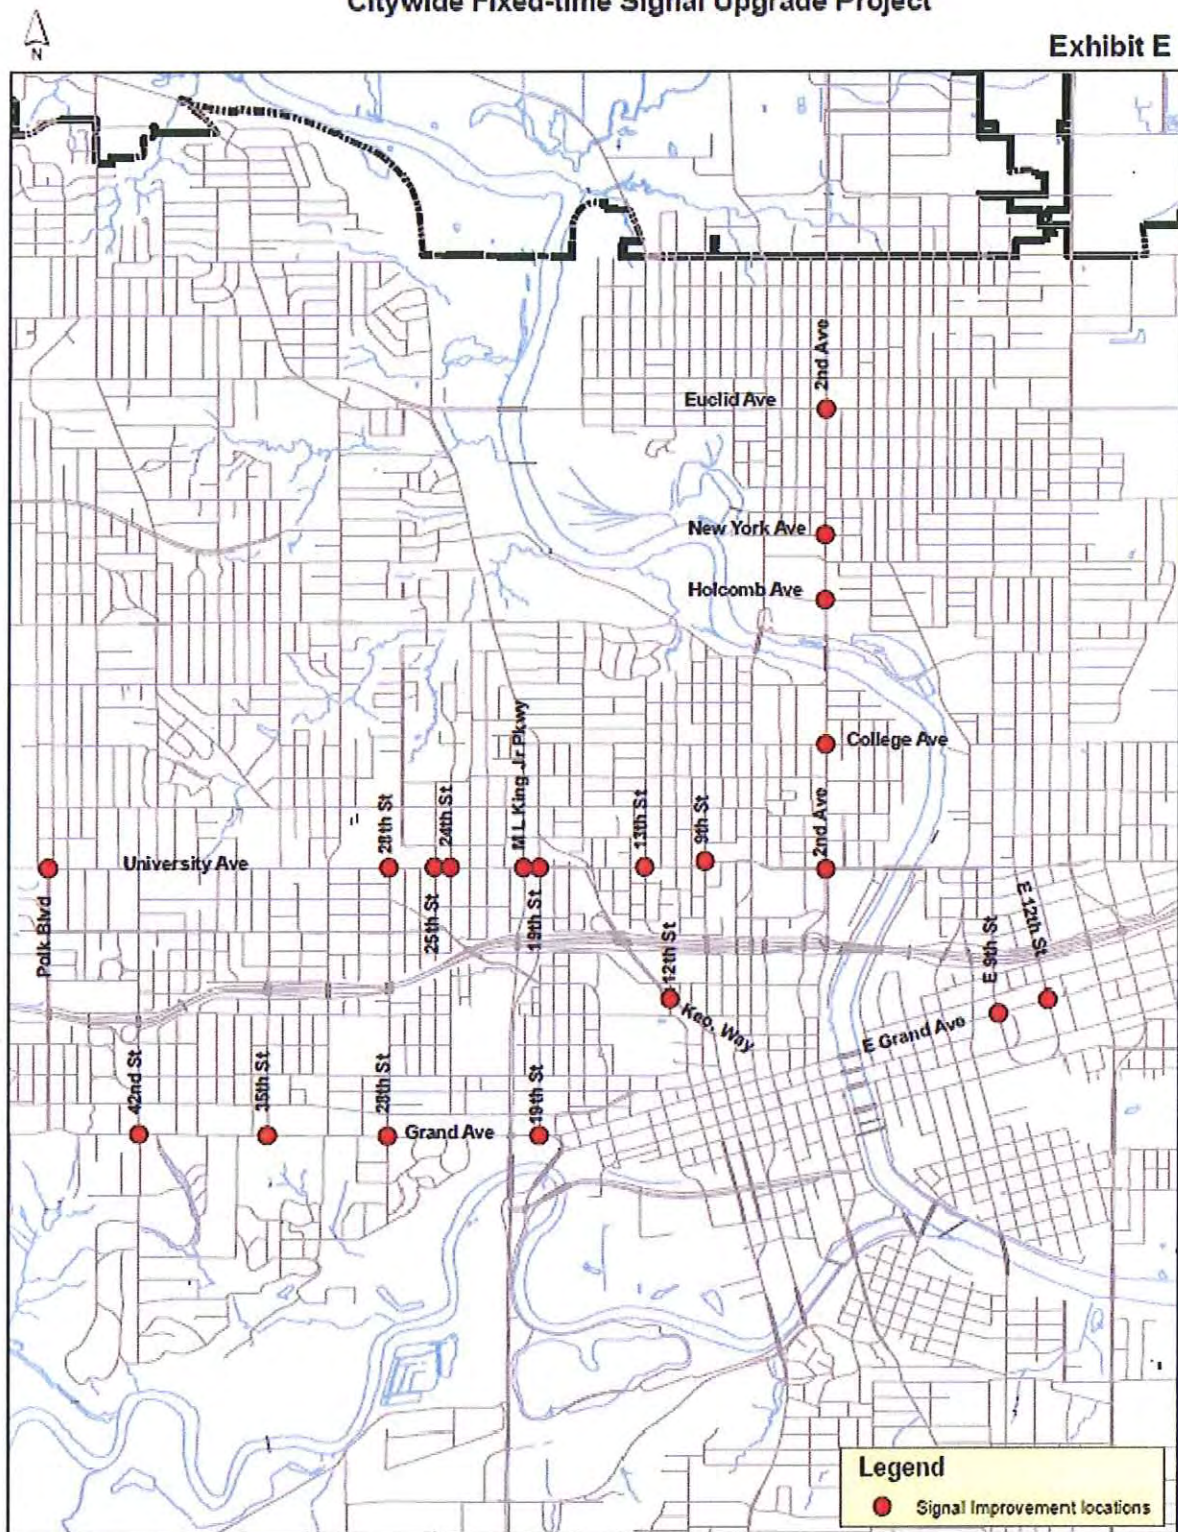 Citywide Fixed-time Signal Upgrade Project
N
Exhibit E
2nd Ave
Euclid Ave
New York Ave
Holcomb Ave
M L King Jr Pkwy
College Ave
28th St
24th St
13th St
9th St
2nd Ave
University Ave
Polk Blvd
25th St
19th St
12th St
E 9th St
E 12th St
Keo. Way
E Grand Ave
42nd St
35th St
28th St
19th St
Grand Ave
Legend
Signal Improvement locations